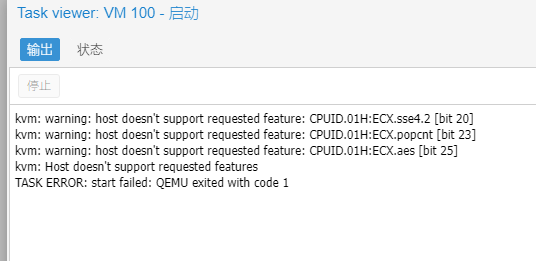 Task viewer: VM 100 - 启动
输出 状态
停止
kvm: warning: host doesn't support requested feature: CPUID.01H:ECX.sse4.2 [bit 20]
kvm: warning: host doesn't support requested feature: CPUID.01H:ECX.popcnt [bit 23]
kvm: warning: host doesn't support requested feature: CPUID.01H:ECX.aes [bit 25]
kvm: Host doesn't support requested features
TASK ERROR: start failed: QEMU exited with code 1